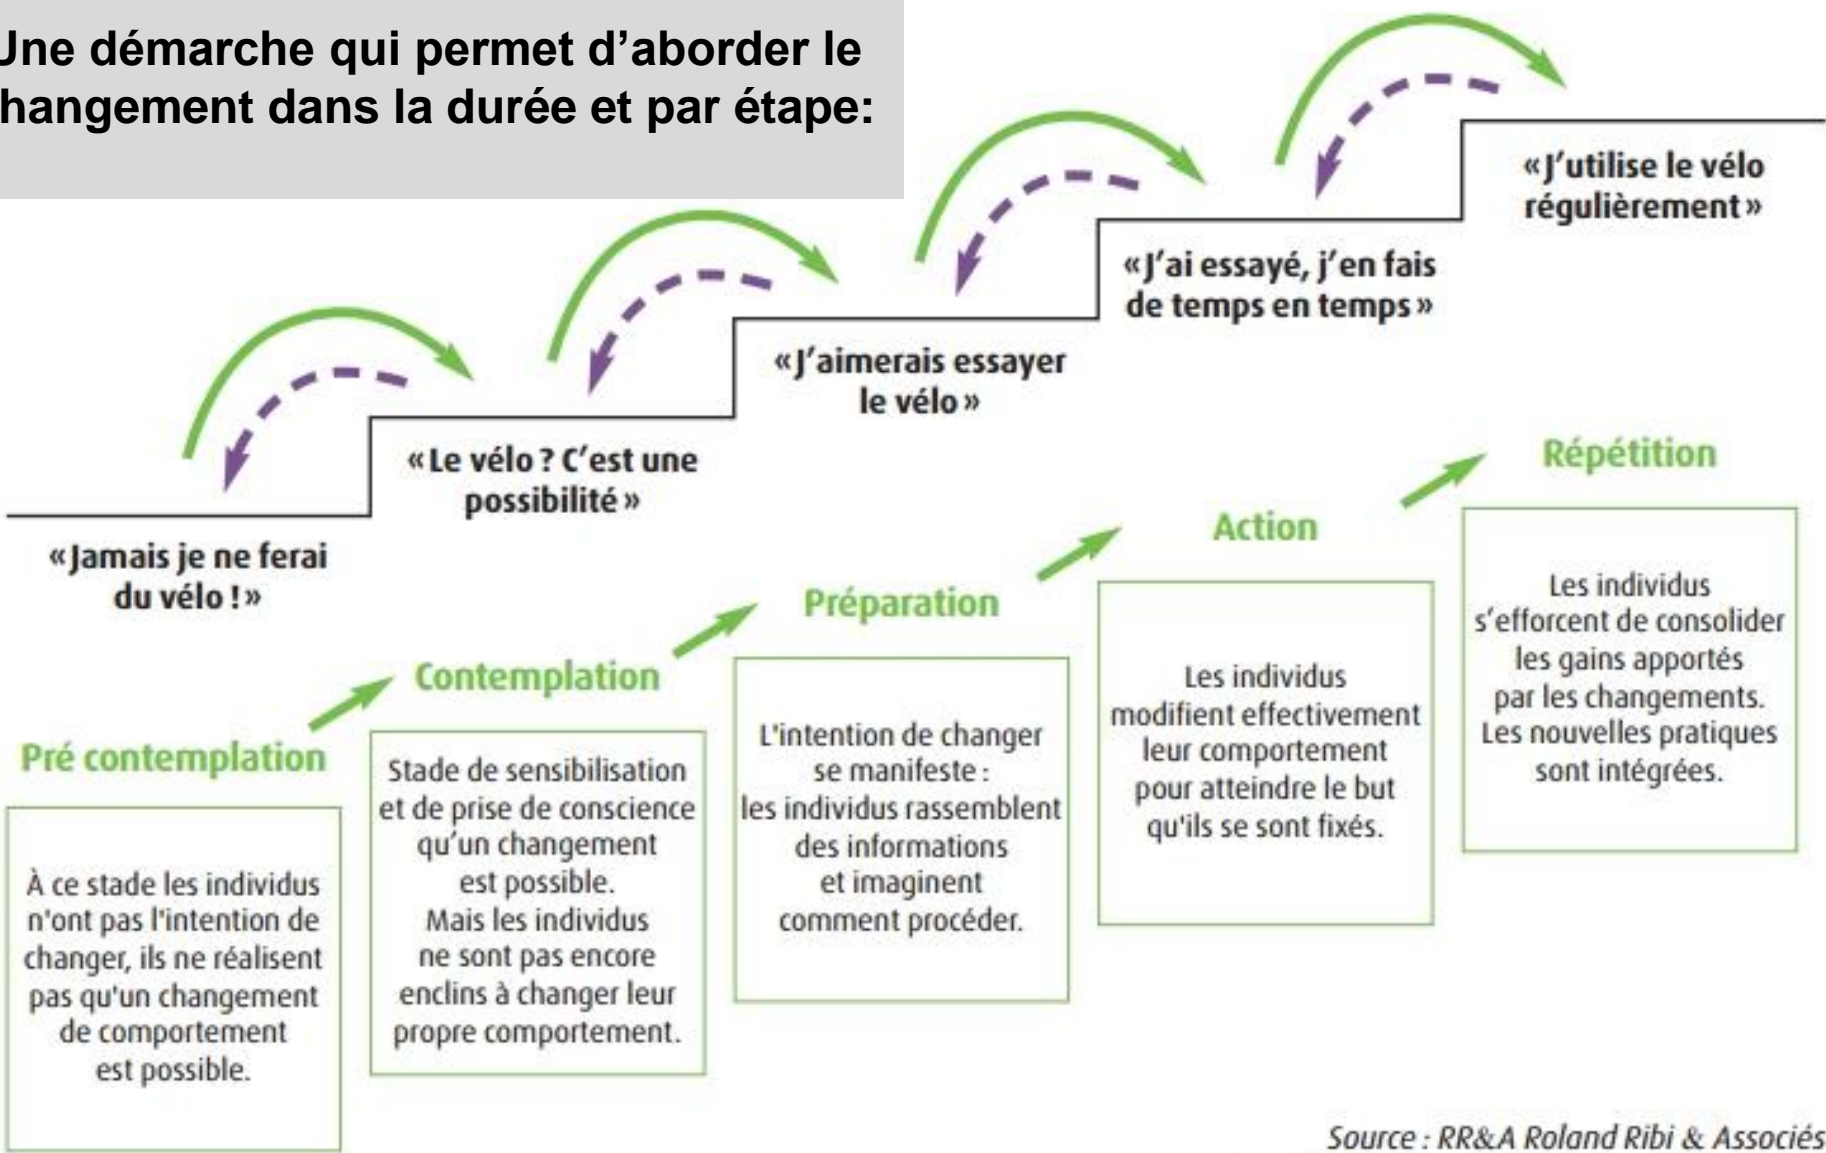 Une démarche qui permet d’aborder le
hangement dans la durée et par étape:
«J’utilise le vélo
régulièrement»
«J’ai essayé, j’en fais
de temps en temps»
«J’aimerais essayer
le vélo»
«Le vélo ? C’est une
possibilité»
«Jamais je ne ferai
du vélo !»
Pré contemplation
À ce stade les individus
n'ont pas l'intention de
changer, ils ne réalisent
pas qu'un changement
de comportement
est possible.
Contemplation
Stade de sensibilisation
et de prise de conscience
qu’un changement
est possible.
Mais les individus
ne sont pas encore
enclins à changer leur
propre comportement.
Préparation
L'intention de changer
se manifeste :
les individus rassemblent
des informations
et imaginent
comment procéder.
Action
Les individus
modifient effectivement
leur comportement
pour atteindre le but
qu'ils se sont fixés.
Répétition
Les individus
s’efforcent de consolider
les gains apportés
par les changements.
Les nouvelles pratiques
sont intégrées.
Source : RR&A Roland Ribi & Associés